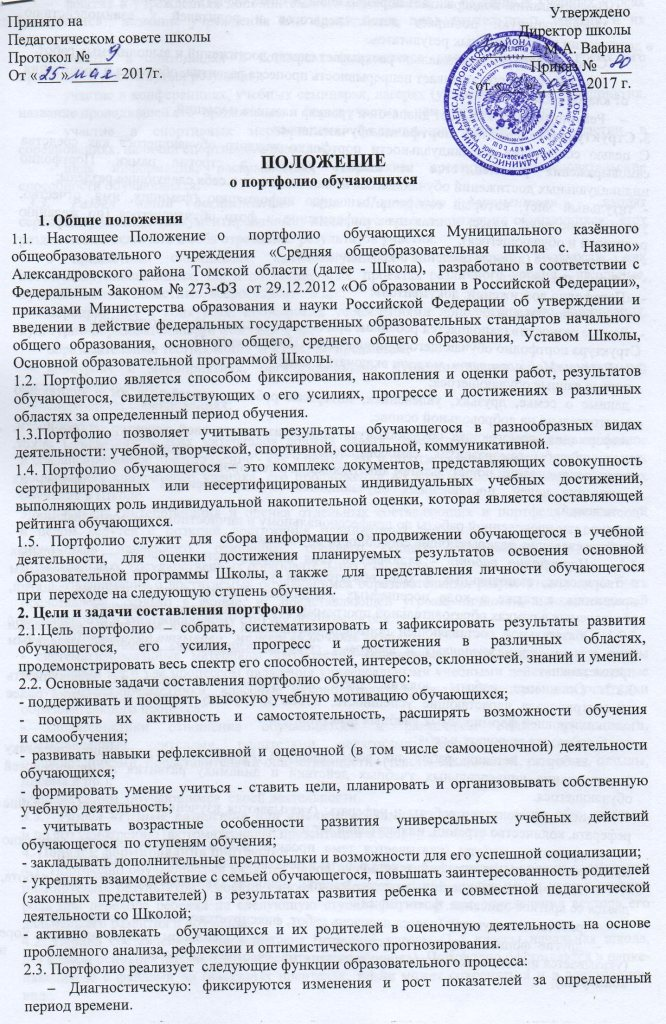 Принято на
Педагогическом совете школы
Протокол № 9
От «25» мая 2017г.
Утверждено
Директор школы
М.А. Вафина
Приказ №
от « » 2017 г.
ПОЛОЖЕНИЕ
о портфолио обучающихся
1. Общие положения
1.1. Настоящее Положение о портфолио обучающихся Муниципального казённого
общеобразовательного учреждения «Средняя общеобразовательная школа с. Назино»
Александровского района Томской области (далее - Школа), разработано в соответствии с
Федеральным Законом № 273-ФЗ от 29.12.2012 «Об образовании в Российской Федерации»,
приказами Министерства образования и науки Российской Федерации об утверждении и
введении в действие федеральных государственных образовательных стандартов начального
общего образования, основного общего, среднего общего образования, Уставом Школы,
Основной образовательной программой Школы.
1.2. Портфолио является способом фиксирования, накопления и оценки работ, результатов
обучающегося, свидетельствующих о его усилиях, прогрессе и достижениях в различных
областях за определенный период обучения.
1.3.Портфолио позволяет учитывать результаты обучающегося в разнообразных видах
деятельности: учебной, творческой, спортивной, социальной, коммуникативной.
1.4. Портфолио обучающегося – это комплекс документов, представляющих совокупность
сертифицированных или несертифицированых индивидуальных учебных достижений,
выполняющих роль индивидуальной накопительной оценки, которая является составляющей
рейтинга обучающихся.
1.5. Портфолио служит для сбора информации о продвижении обучающегося в учебной
деятельности, для оценки достижения планируемых результатов освоения основной
образовательной программы Школы, а также для представления личности обучающегося
при переходе на следующую ступень обучения.
2. Цели и задачи составления портфолио
2.1.Цель портфолио – собрать, систематизировать и зафиксировать результаты развития
обучающегося, его усилия, прогресс и достижения в различных областях,
продемонстрировать весь спектр его способностей, интересов, склонностей, знаний и умений.
2.2. Основные задачи составления портфолио обучающего:
- поддерживать и поощрять высокую учебную мотивацию обучающихся;
- поощрять их активность и самостоятельность, расширять возможности обучения
и самообучения;
- развивать навыки рефлексивной и оценочной (в том числе самооценочной) деятельности
обучающихся;
- формировать умение учиться - ставить цели, планировать и организовывать собственную
учебную деятельность;
- учитывать возрастные особенности развития универсальных учебных действий
обучающегося по ступеням обучения;
- закладывать дополнительные предпосылки и возможности для его успешной социализации;
- укреплять взаимодействие с семьей обучающегося, повышать заинтересованность родителей
(законных представителей) в результатах развития ребенка и совместной педагогической
деятельности со Школой;
- активно вовлекать обучающихся и их родителей в оценочную деятельность на основе
проблемного анализа, рефлексии и оптимистического прогнозирования.
2.3. Портфолио реализует следующие функции образовательного процесса:
– Диагностическую: фиксируются изменения и рост показателей за определенный
период времени.